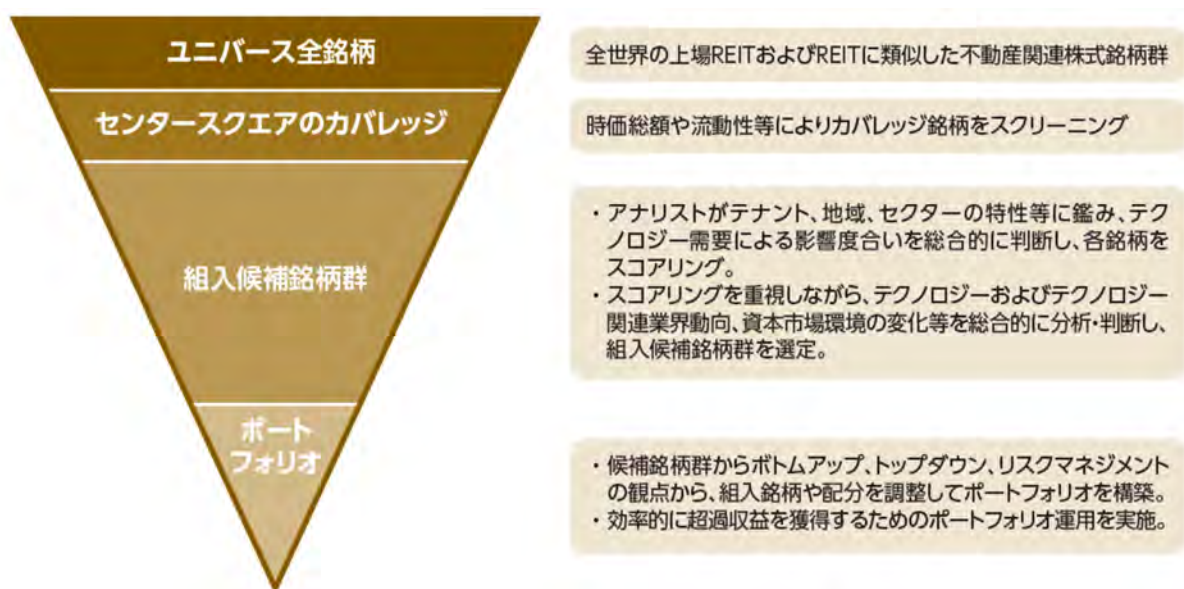 ユニバース全銘柄
全世界の上場REITおよびREITに類似した不動産関連株式銘柄群
センタースクエアのカバレッジ
時価総額や流動性等によりカバレッジ銘柄をスクリーニング
組入候補銘柄群
・アナリストがテナント、地域、セクターの特性等に鑑み、テク
ノロジー需要による影響度合いを総合的に判断し、各銘柄を
スコアリング。
・スコアリングを重視しながら、テクノロジーおよびテクノロジー
関連業界動向、資本市場環境の変化等を総合的に分析・判断し、
組入候補銘柄群を選定。
ポート
フォリオ
・候補銘柄群からボトムアップ、トップダウン、リスクマネジメント
の観点から、組入銘柄や配分を調整してポートフォリオを構築。
・効率的に超過収益を獲得するためのポートフォリオ運用を実施。